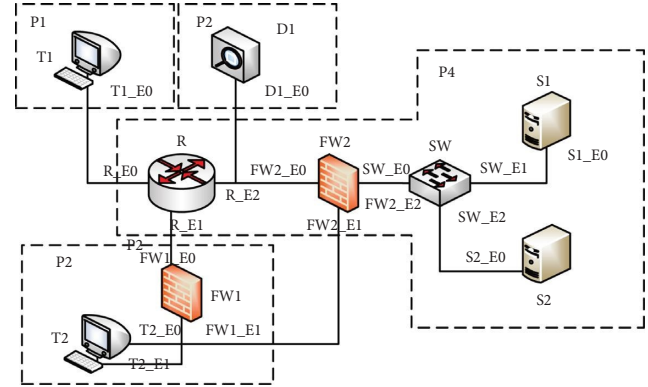 P1
P2
D1
T1
T1_E0
D1_E0
P4
S1
R
FW2
SW
S1_E0
R_E0
R_E2
FW2_E0
SW_E0
SW_E1
FW2_E2
SW_E2
R_E1
FW2_E1
P2
P2
FW1_E0
S2_E0
FW1
S2
T2
T2_E0
FW1_E1
T2_E1